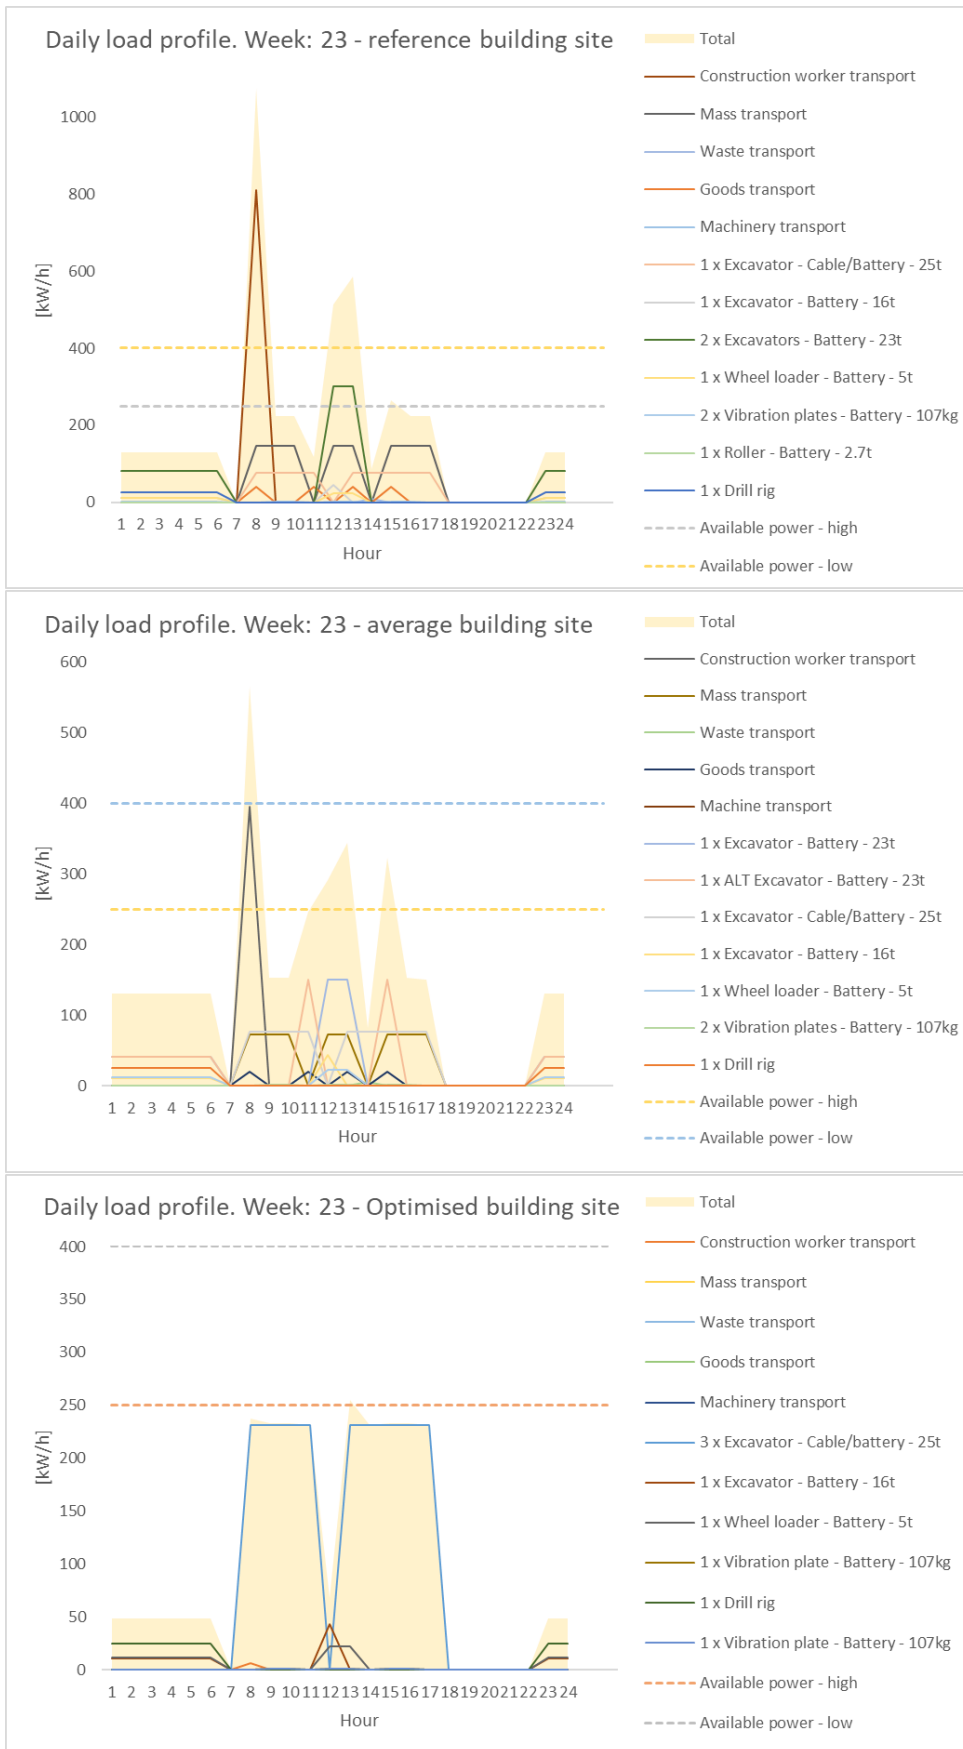 Daily load profile. Week: 23 - reference building site
[kW/h]
1000
800
600
400
200
0
1 2 3 4 5 6 7 8 9 10 11 12 13 14 15 16 17 18 19 20 21 22 23 24
Hour
Total
Construction worker transport
Mass transport
Waste transport
Goods transport
Machinery transport
1 x Excavator - Cable/Battery - 25t
1 x Excavator - Battery - 16t
2 x Excavators - Battery - 23t
1 x Wheel loader - Battery - 5t
2 x Vibration plates - Battery - 107kg
1 x Roller - Battery - 2.7t
1 x Drill rig
Available power - high
Available power - low
Daily load profile. Week: 23 - average building site
[kW/h]
600
500
400
300
200
100
0
1 2 3 4 5 6 7 8 9 10 11 12 13 14 15 16 17 18 19 20 21 22 23 24
Hour
Total
Construction worker transport
Mass transport
Waste transport
Goods transport
Machine transport
1 x Excavator - Battery - 23t
1 x ALT Excavator - Battery - 23t
1 x Excavator - Cable/Battery - 25t
1 x Excavator - Battery - 16t
1 x Wheel loader - Battery - 5t
2 x Vibration plates - Battery - 107kg
1 x Drill rig
Available power - high
Available power - low
Daily load profile. Week: 23 - Optimised building site
[kW/h]
400
350
300
250
200
150
100
50
0
1 2 3 4 5 6 7 8 9 10 11 12 13 14 15 16 17 18 19 20 21 22 23 24
Hour
Total
Construction worker transport
Mass transport
Waste transport
Goods transport
Machinery transport
3 x Excavator - Cable/battery - 25t
1 x Excavator - Battery - 16t
1 x Wheel loader - Battery - 5t
1 x Vibration plate - Battery - 107kg
1 x Drill rig
1 x Vibration plate - Battery - 107kg
Available power - high
Available power - low